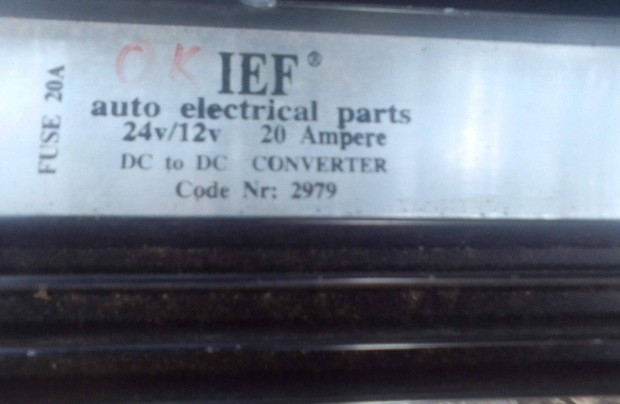 OK IEF®
auto electrical parts
24v/12v 20 Ampere
DC to DC CONVERTER
Code Nr: 2979
FUSE 20A